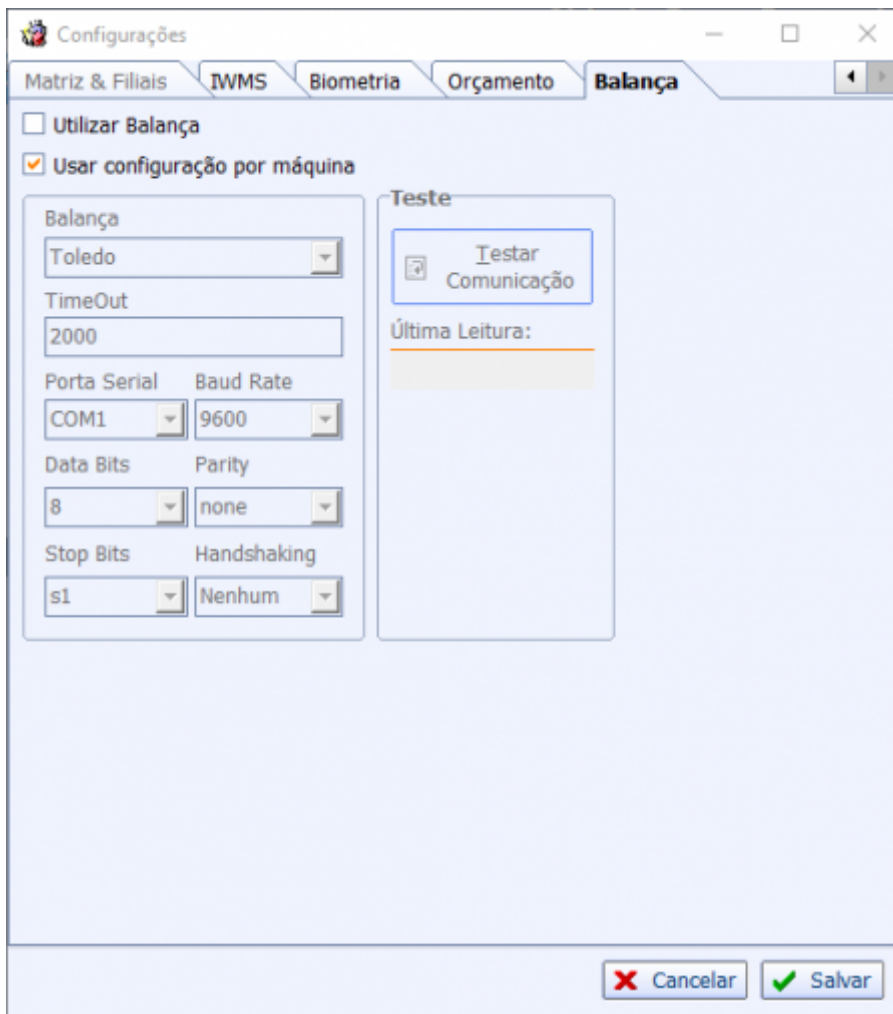 Configurações
Matriz & Filiais IWMS Biometria Orçamento Balança
Utilizar Balança
Usar configuração por máquina
Balança
Toledo
TimeOut
2000
Porta Serial Baud Rate
COM1 9600
Data Bits Parity
8 none
Stop Bits Handshaking
s1 Nenhum
Teste
Testar
Comunicação
Última Leitura:
Cancelar Salvar